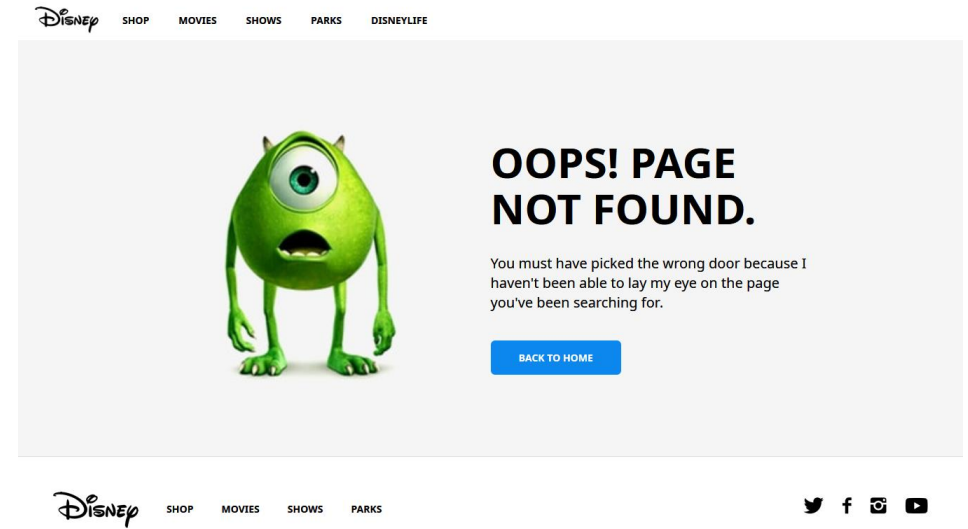 Disney SHOP MOVIES SHOWS PARKS DISNEYLIFE
OOPS! PAGE
NOT FOUND.
You must have picked the wrong door because I
haven't been able to lay my eye on the page
you've been searching for.
BACK TO HOME
Disney SHOP MOVIES SHOWS PARKS